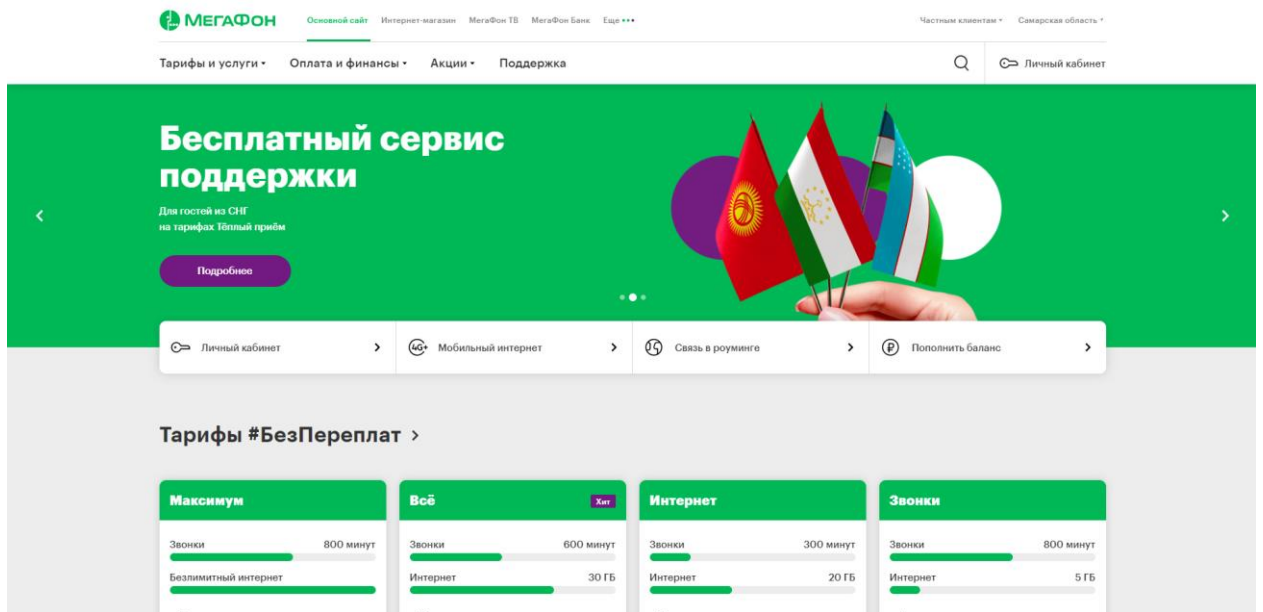 МЕГАФОН
Основной сайт Интернет-магазин МегаФон ТВ МегаФон Банк Еще
Частным клиентам Самарская область
Тарифы и услуги Оплата и финансы Акции Поддержка Личный кабинет
Бесплатный сервис
поддержки
Для гостей из СНГ
на тарифах Тёплый приём
Подробнее
Личный кабинет
4G+ Мобильный интернет
Связь в роуминге
Пополнить баланс
Тарифы #БезПереплат
Максимум
Звонки 800 минут
Безлимитный интернет
Всё Хит
Звонки 600 минут
Интернет 30 ГБ
Интернет
Звонки 300 минут
Интернет 20 ГБ
Звонки
Звонки 800 минут
Интернет 5 ГБ